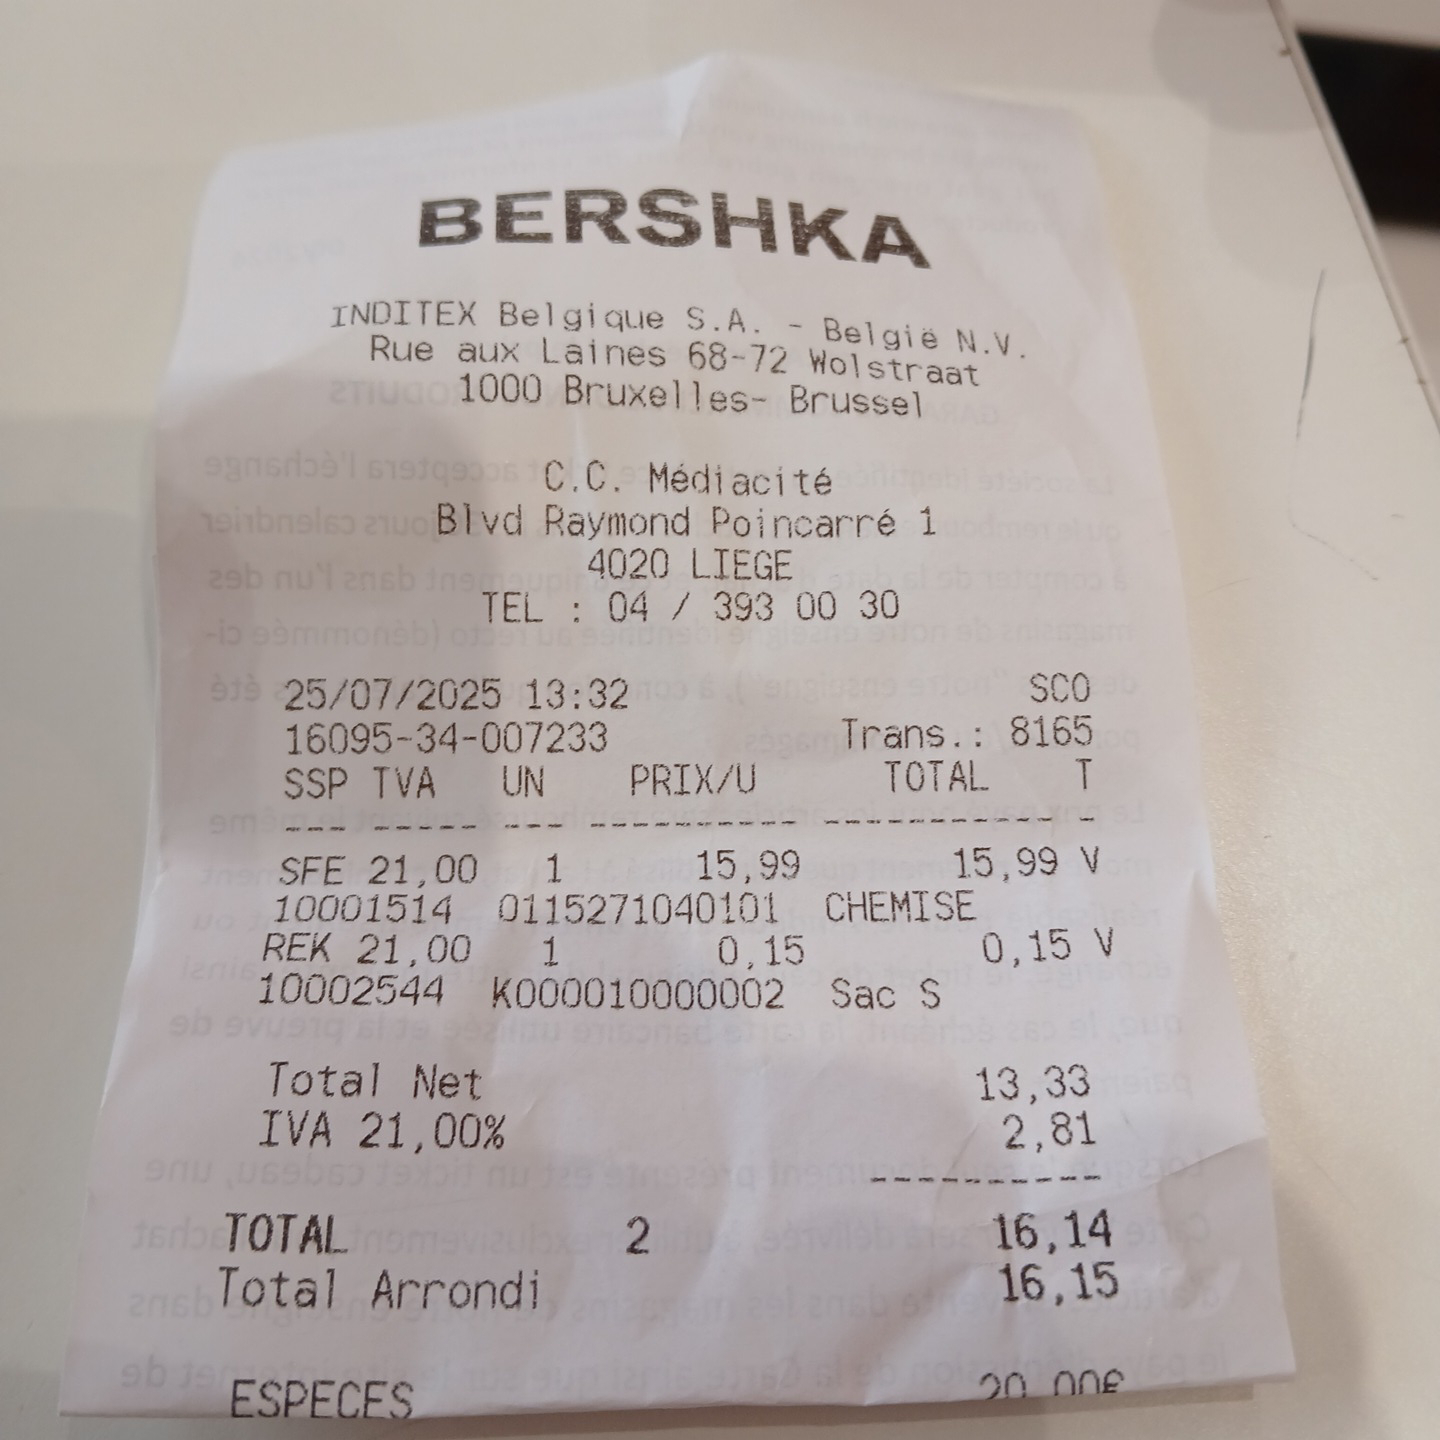 BERSHKA
INDITEX Belgique S.A. - België N.V.
Rue aux Laines 68-72 Wolstraat
1000 Bruxelles- Brussel
C.C. Médiacité
Blvd Raymond Poincarré 1
4020 LIEGE
TEL : 04 / 393 00 30
25/07/2025 13:32 SCO
16095-34-007233 Trans.: 8165
SSP TVA UN PRIX/U TOTAL T
--- ----- --- ---------- ----------- -
SFE 21,00 1 15,99 15,99 V
10001514 0115271040101 CHEMISE
REK 21,00 1 0,15 0,15 V
10002544 K000010000002 Sac S
Total Net 13,33
IVA 21,00% 2,81
-----------
TOTAL 2 16,14
Total Arrondi 16,15
ESPECES 20,00€